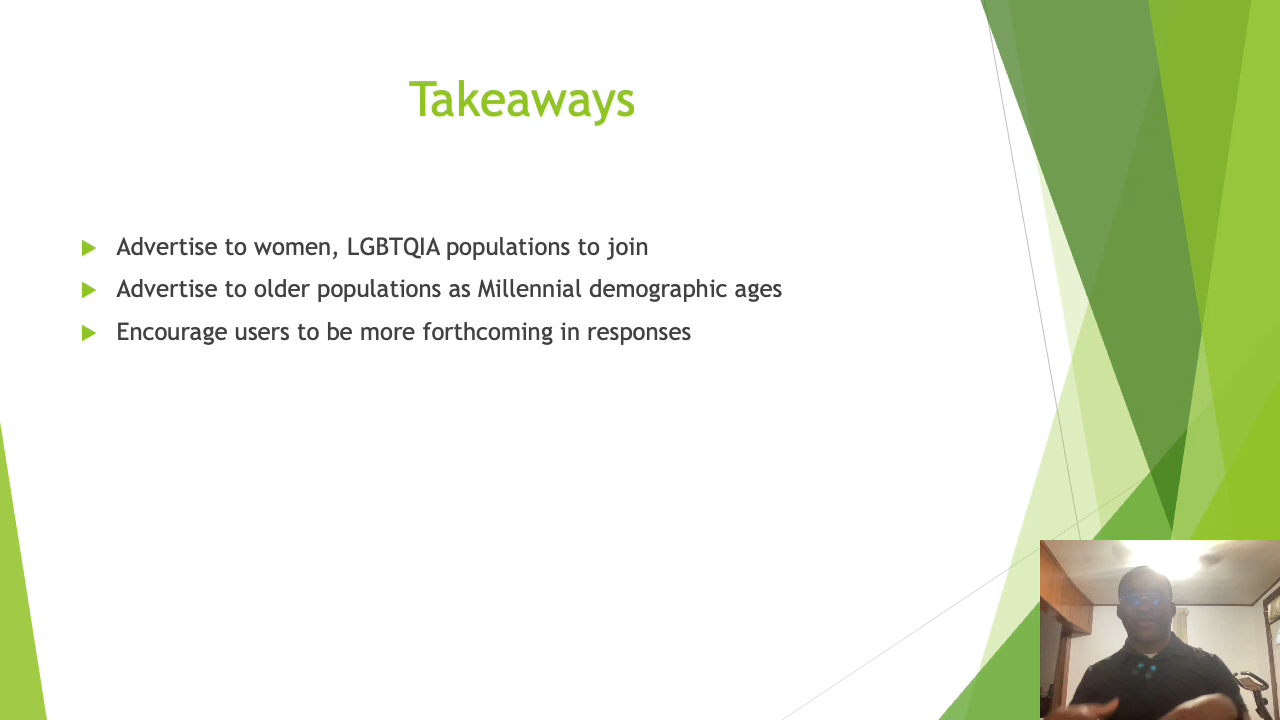 Takeaways
Advertise to women, LGBTQIA populations to join
Advertise to older populations as Millennial demographic ages
Encourage users to be more forthcoming in responses